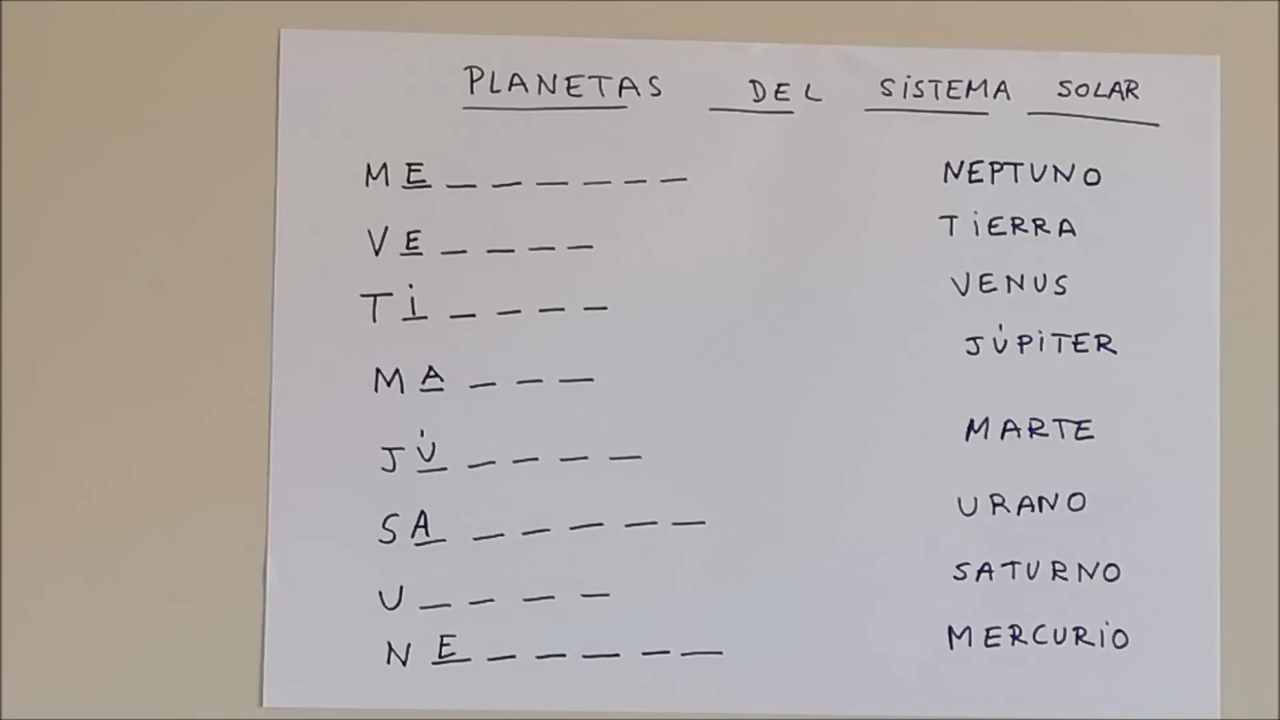 PLANETAS DEL SISTEMA SOLAR
ME _ _ _ _ _ _ NEPTUNO
VE _ _ _ _ TIERRA
TI _ _ _ _ VENUS
JÚPITER
MA _ _ _
MARTE
JÚ _ _ _ _
URANO
SA _ _ _ _ _
SATURNO
U _ _ _ _
NE _ _ _ _ _ MERCURIO